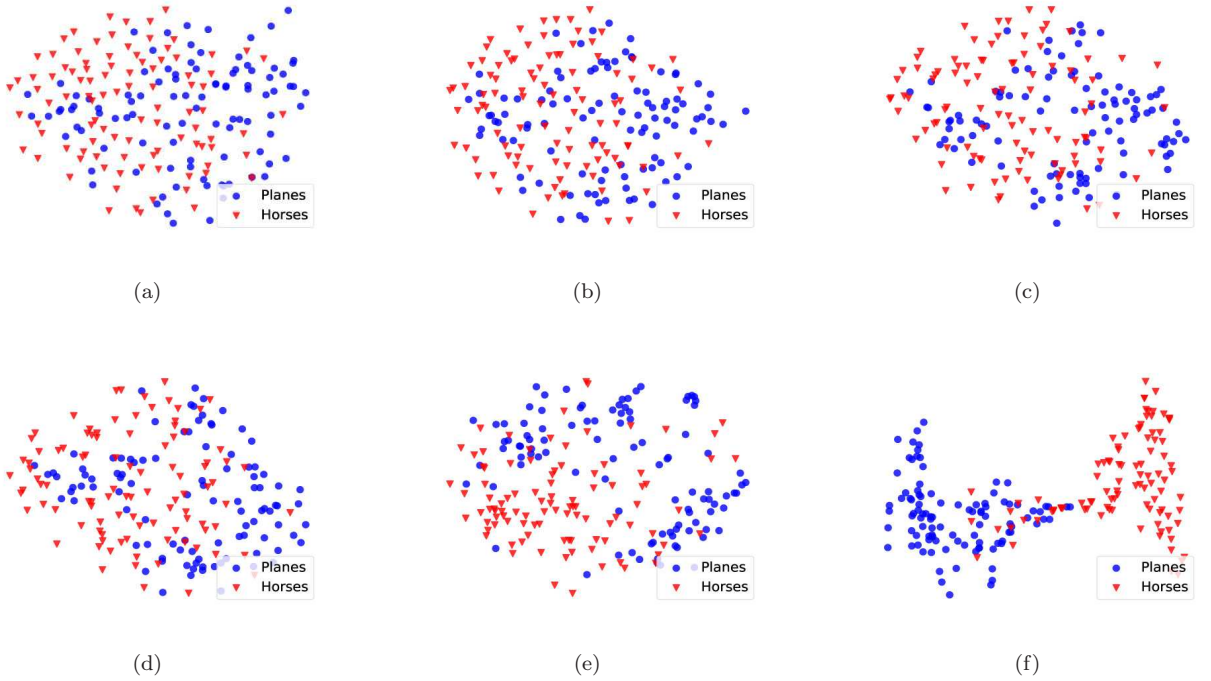 Planes
Horses
(a)
Planes
Horses
(b)
Planes
Horses
(c)
Planes
Horses
(d)
Planes
Horses
(e)
Planes
Horses
(f)